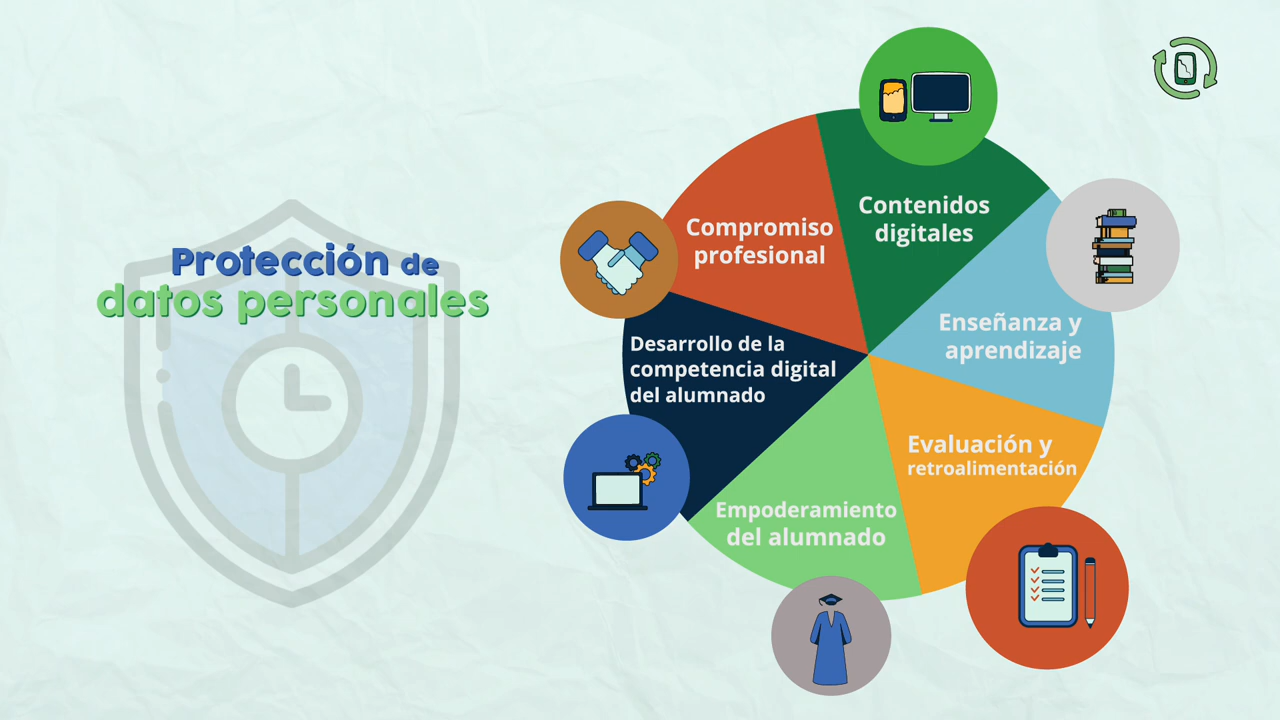 Protección de
datos personales
Compromiso
profesional
Contenidos
digitales
Enseñanza y
aprendizaje
Evaluación y
retroalimentación
Empoderamiento
del alumnado
Desarrollo de la
competencia digital
del alumnado